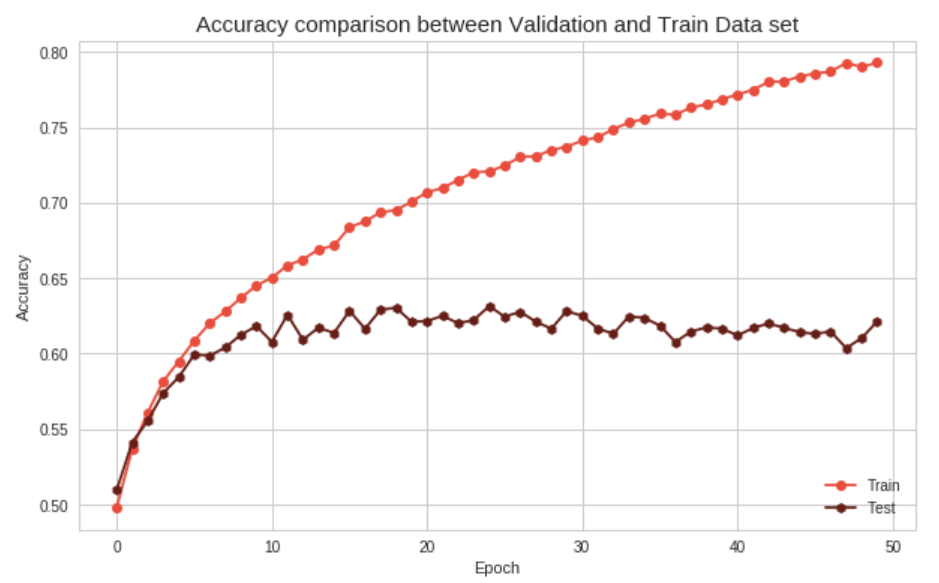 Accuracy comparison between Validation and Train Data set
0.80
0.75
0.70
0.65
0.60
0.55
0.50
Accuracy
Train
Test
0 10 20 30 40 50
Epoch